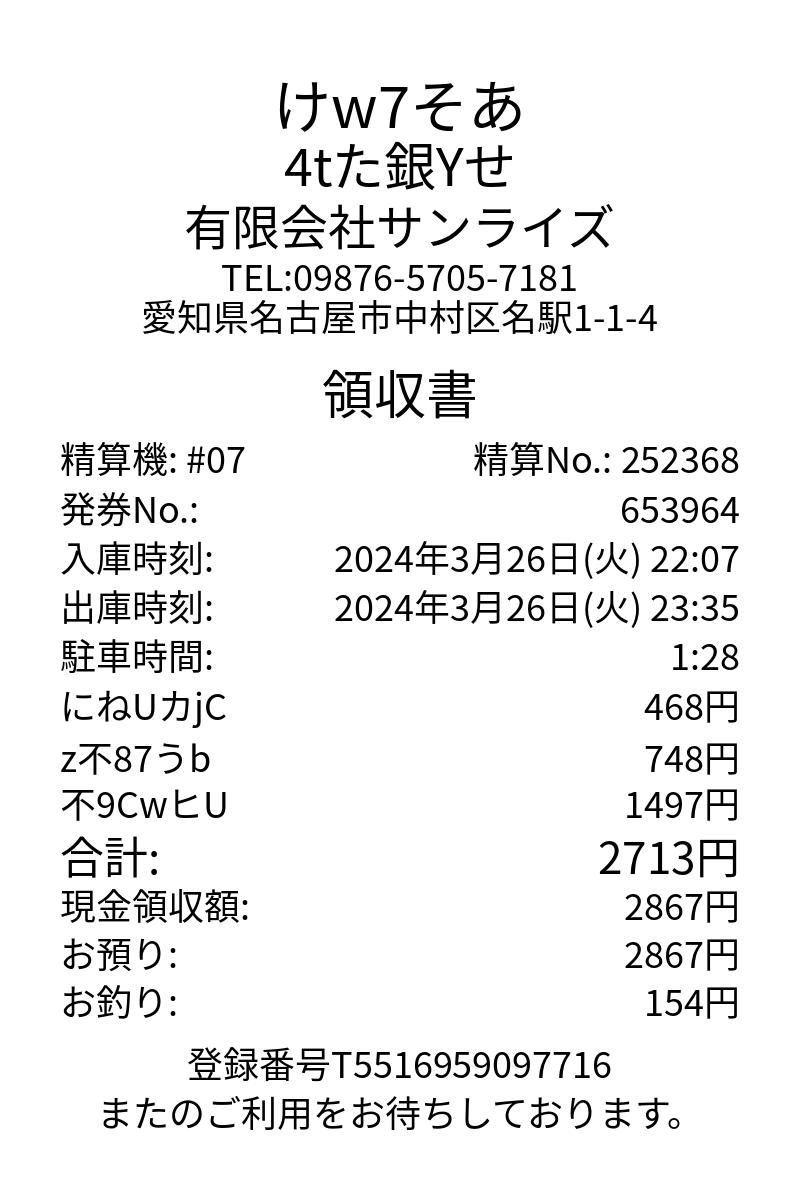 けw7そあ
4tた銀Yせ
有限会社サンライズ
TEL:09876-5705-7181
愛知県名古屋市中村区名駅1-1-4
領収書
精算機: #07 精算No.: 252368
発券No.: 653964
入庫時刻: 2024年3月26日(火) 22:07
出庫時刻: 2024年3月26日(火) 23:35
駐車時間: 1:28
にねUカjC 468円
z不87うb 748円
不9CwヒU 1497円
合計: 2713円
現金領収額: 2867円
お預り: 2867円
お釣り: 154円
登録番号T5516959097716
またのご利用をお待ちしております。